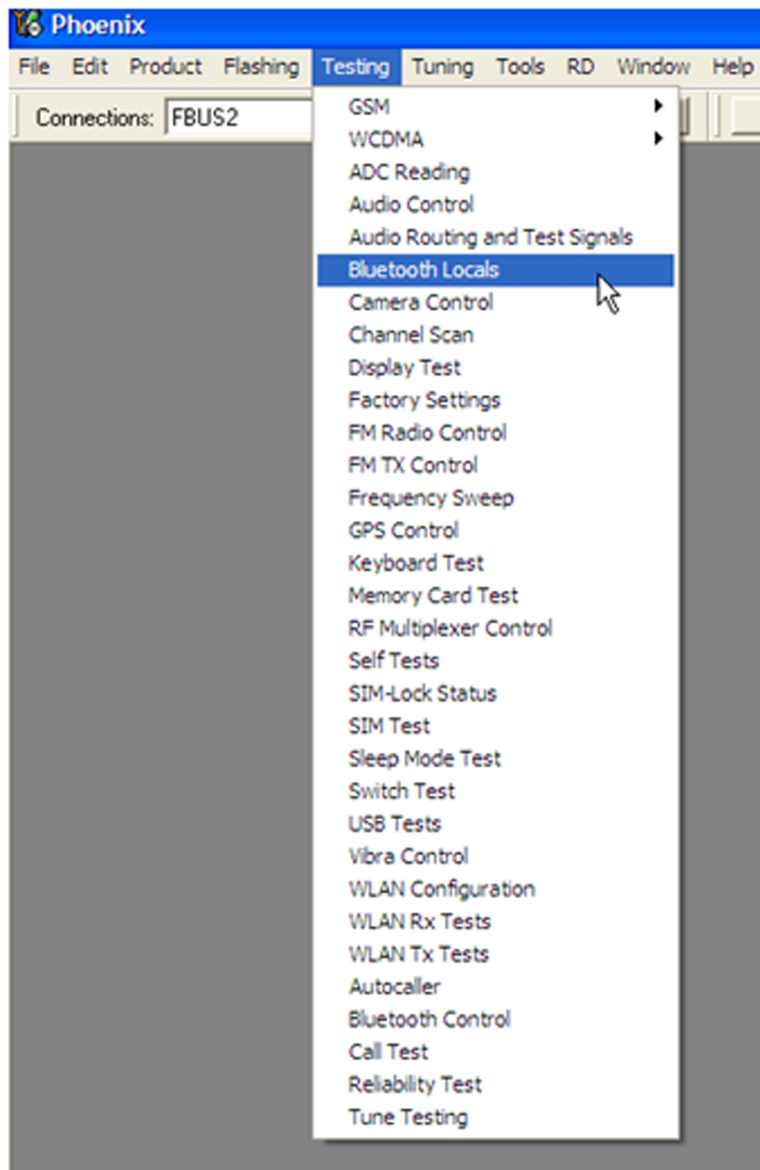 Phoenix
File Edit Product Flashing Testing Tuning Tools RD Window Help
Connections: FBUS2
GSM
WCDMA
ADC Reading
Audio Control
Audio Routing and Test Signals
Bluetooth Locals
Camera Control
Channel Scan
Display Test
Factory Settings
FM Radio Control
FM TX Control
Frequency Sweep
GPS Control
Keyboard Test
Memory Card Test
RF Multiplexer Control
Self Tests
SIM-Lock Status
SIM Test
Sleep Mode Test
Switch Test
USB Tests
Vibra Control
WLAN Configuration
WLAN Rx Tests
WLAN Tx Tests
Autocaller
Bluetooth Control
Call Test
Reliability Test
Tune Testing